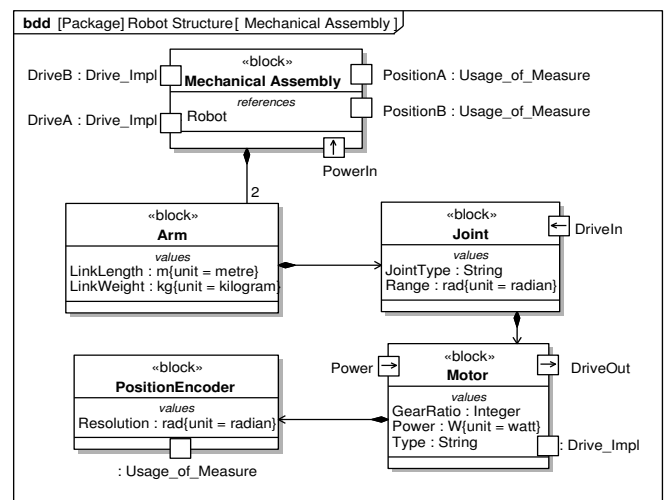 bdd [Package] Robot Structure[ Mechanical Assembly ]
«block»
Mechanical Assembly
references
Robot
DriveB : Drive_Impl
DriveA : Drive_Impl
PositionA : Usage_of_Measure
PositionB : Usage_of_Measure
PowerIn
2
«block»
Arm
values
LinkLength : m{unit = metre}
LinkWeight : kg{unit = kilogram}
«block»
Joint
values
JointType : String
Range : rad{unit = radian}
DriveIn
«block»
PositionEncoder
values
Resolution : rad{unit = radian}
: Usage_of_Measure
Power
«block»
Motor
values
GearRatio : Integer
Power : W{unit = watt}
Type : String
DriveOut
: Drive_Impl